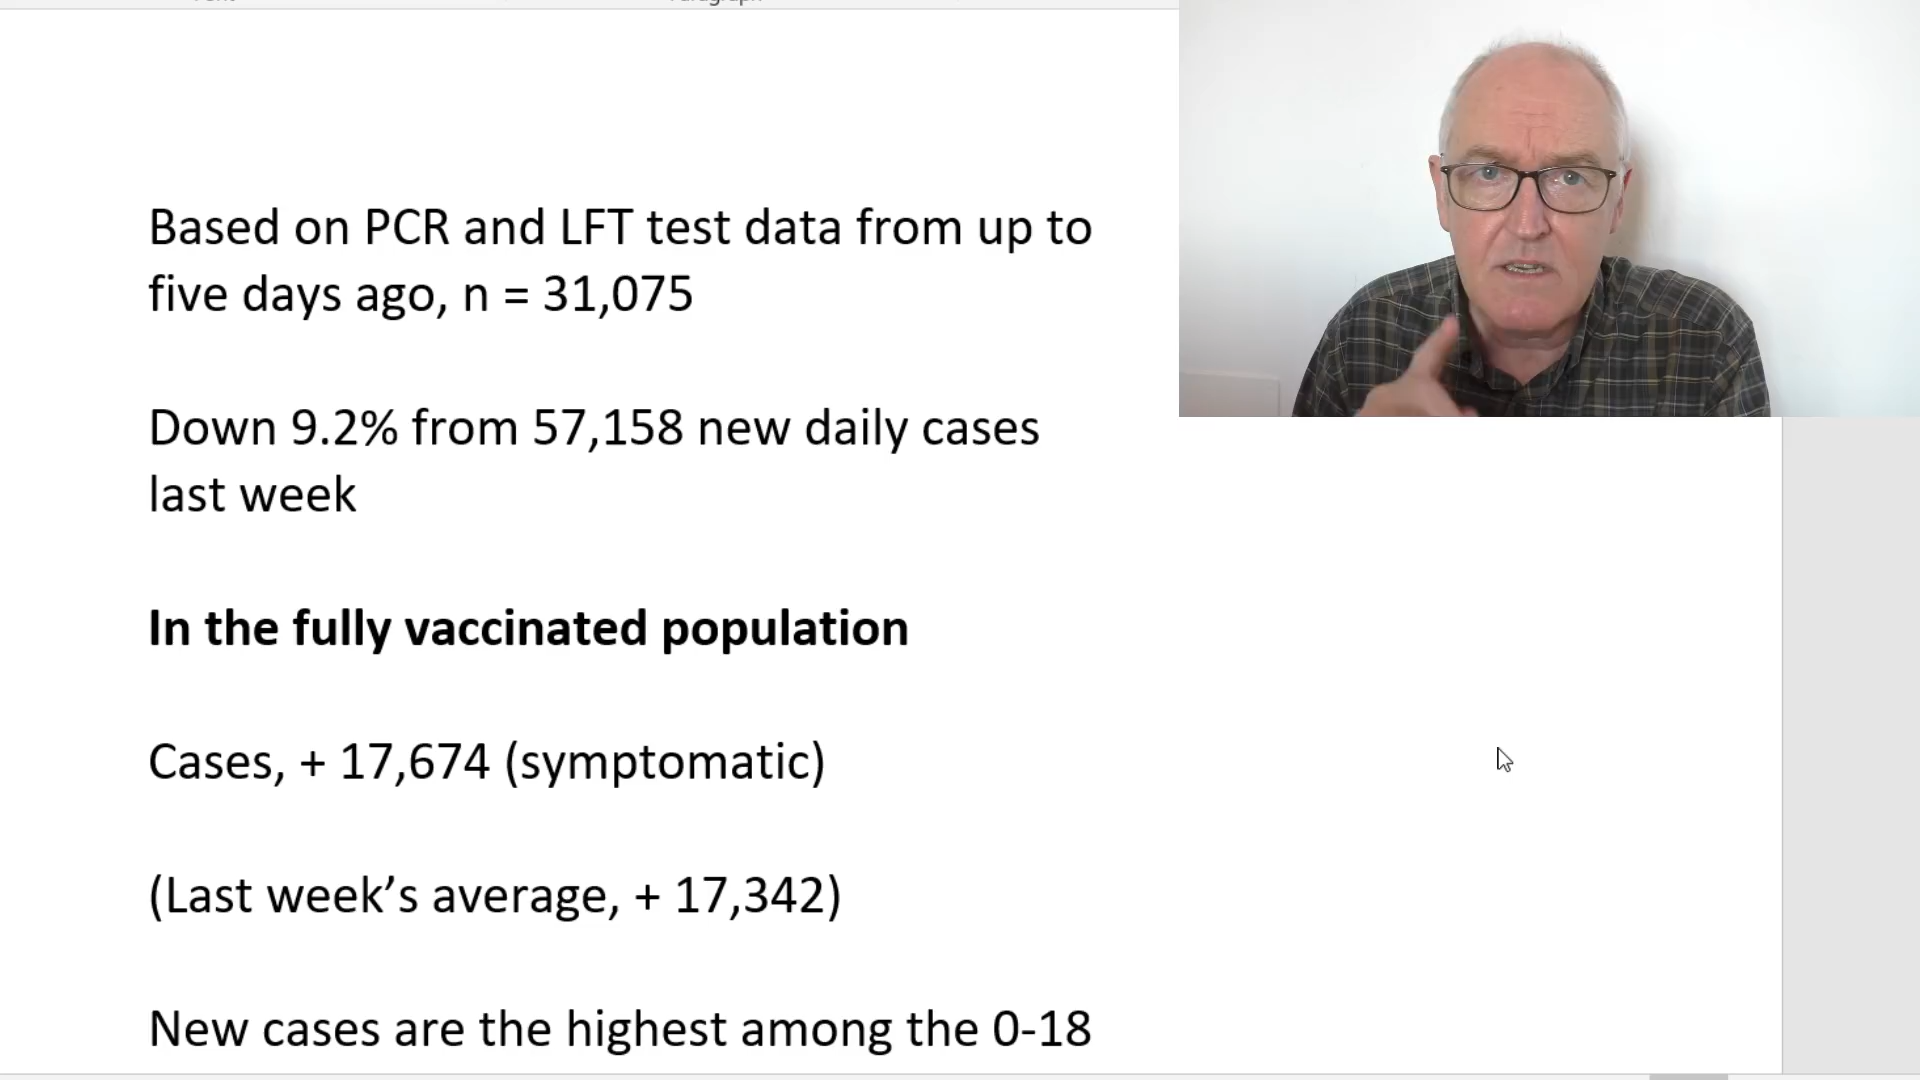 Based on PCR and LFT test data from up to
five days ago, n = 31,075
Down 9.2% from 57,158 new daily cases
last week
In the fully vaccinated population
Cases, + 17,674 (symptomatic)
(Last week’s average, + 17,342)
New cases are the highest among the 0-18